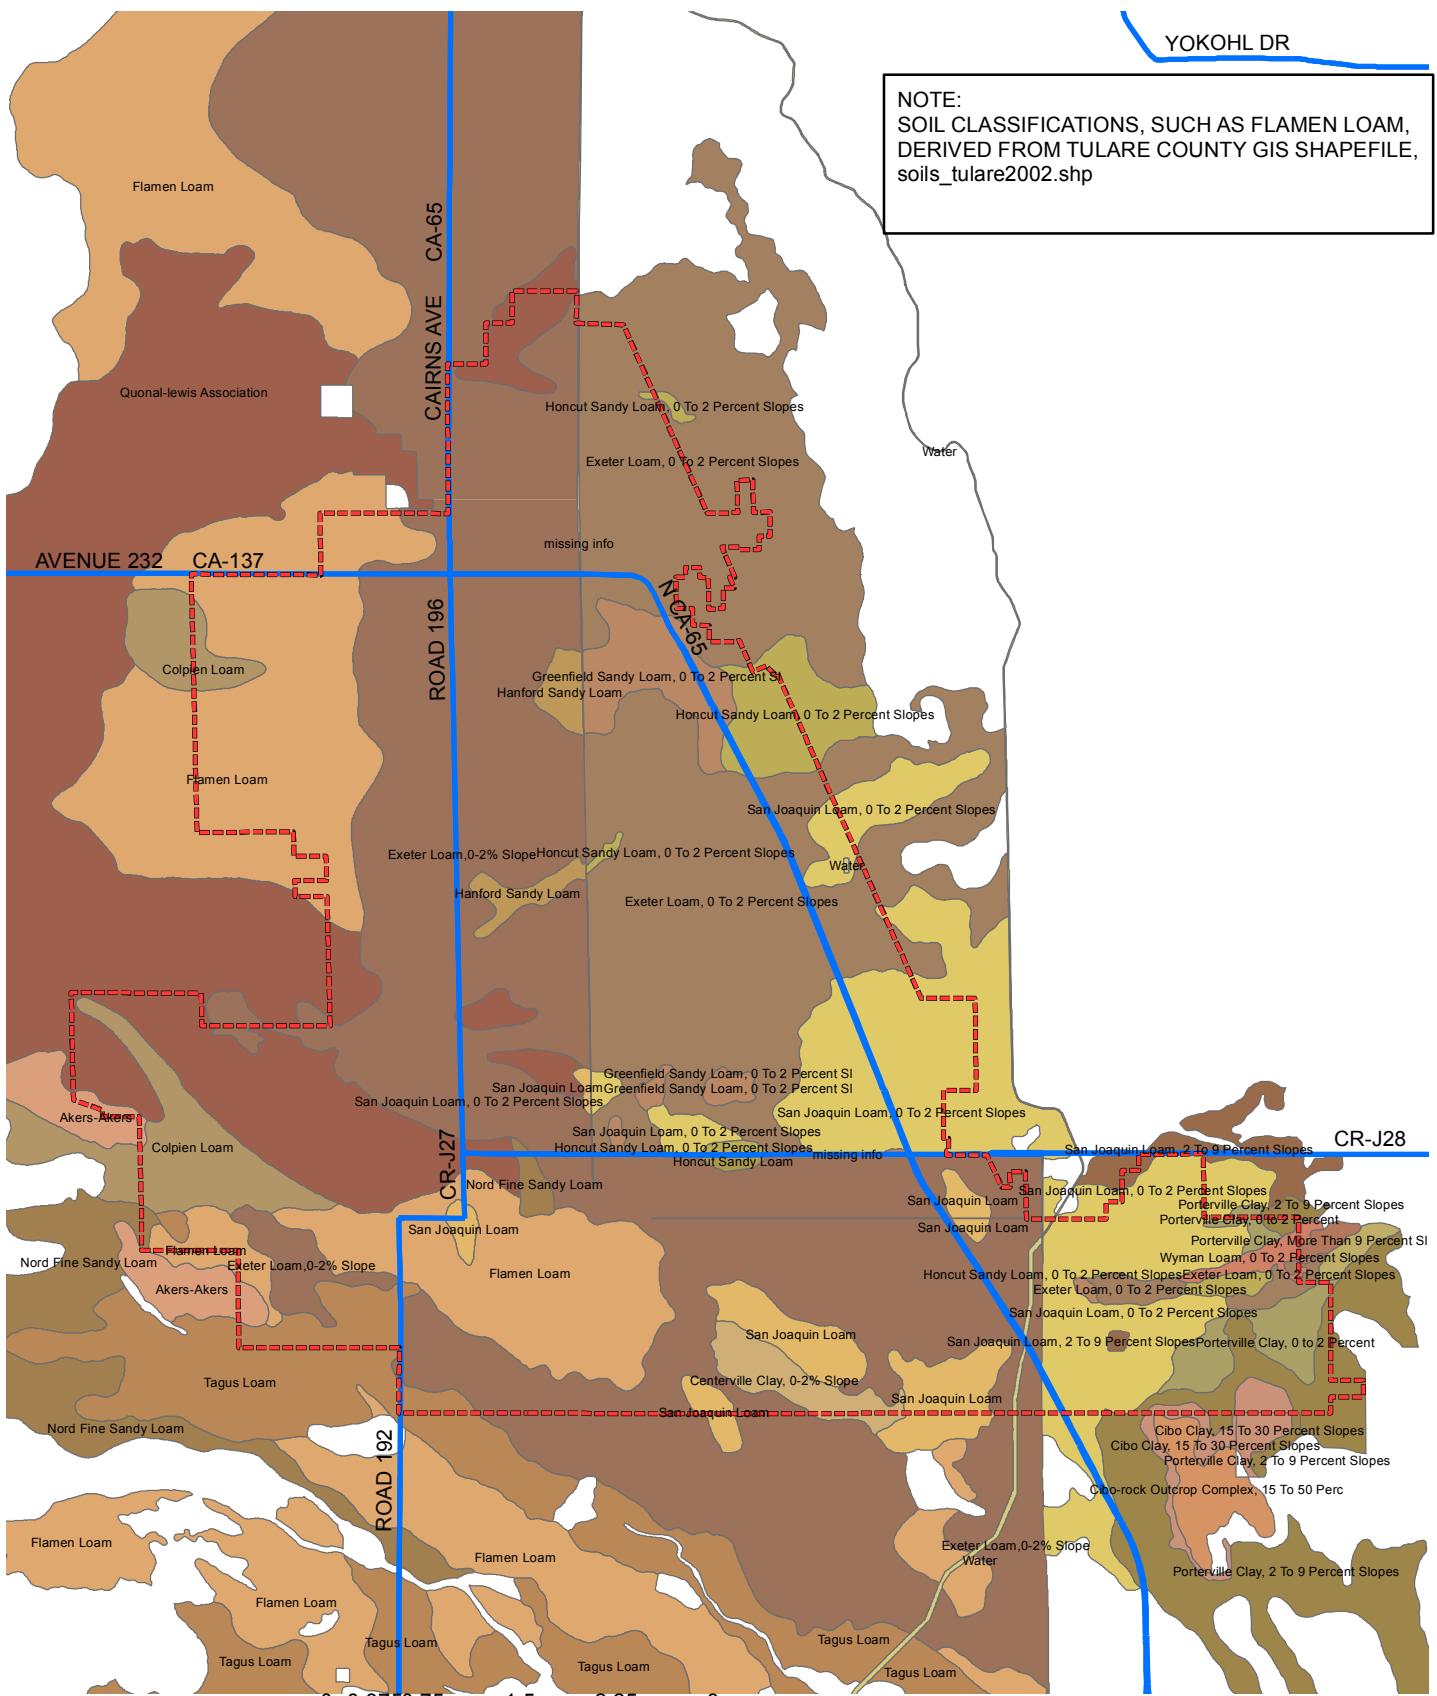 YOKOHL DR
NOTE:
SOIL CLASSIFICATIONS, SUCH AS FLAMEN LOAM,
DERIVED FROM TULARE COUNTY GIS SHAPEFILE,
soils_tulare2002.shp
Flamen Loam
CA-65
CAIRNS AVE
Quonal-lewis Association
Honcut Sandy Loam, 0 To 2 Percent Slopes
Water
Exeter Loam, 0 To 2 Percent Slopes
missing info
AVENUE 232
CA-137
N CA-65
ROAD 196
Colpien Loam
Greenfield Sandy Loam, 0 To 2 Percent Sl
Hanford Sandy Loam
Honcut Sandy Loam, 0 To 2 Percent Slopes
Flamen Loam
San Joaquin Loam, 0 To 2 Percent Slopes
Exeter Loam,0-2% Slope
Honcut Sandy Loam, 0 To 2 Percent Slopes
Water
Hanford Sandy Loam
Exeter Loam, 0 To 2 Percent Slopes
Greenfield Sandy Loam, 0 To 2 Percent Sl
San Joaquin Loam
Greenfield Sandy Loam, 0 To 2 Percent Sl
San Joaquin Loam, 0 To 2 Percent Slopes
San Joaquin Loam, 0 To 2 Percent Slopes
Akers-Akers
San Joaquin Loam, 0 To 2 Percent Slopes
CR-J28
Colpien Loam
Honcut Sandy Loam, 0 To 2 Percent Slopes
missing info
San Joaquin Loam, 2 To 9 Percent Slopes
Honcut Sandy Loam
CR-J27
Nord Fine Sandy Loam
San Joaquin Loam, 0 To 2 Percent Slopes
San Joaquin Loam
Porterville Clay, 2 To 9 Percent Slopes
Porterville Clay, 0 to 2 Percent
San Joaquin Loam
San Joaquin Loam
Porterville Clay, More Than 9 Percent Sl
Flamen Loam
Wyman Loam, 0 To 2 Percent Slopes
Nord Fine Sandy Loam
Exeter Loam,0-2% Slope
Flamen Loam
Honcut Sandy Loam, 0 To 2 Percent Slopes
Exeter Loam, 0 To 2 Percent Slopes
Akers-Akers
Exeter Loam, 0 To 2 Percent Slopes
San Joaquin Loam, 0 To 2 Percent Slopes
San Joaquin Loam
San Joaquin Loam, 2 To 9 Percent Slopes
Porterville Clay, 0 to 2 Percent
Tagus Loam
Centerville Clay, 0-2% Slope
San Joaquin Loam
San Joaquin Loam
Nord Fine Sandy Loam
Cibo Clay, 15 To 30 Percent Slopes
Cibo Clay, 15 To 30 Percent Slopes
Porterville Clay, 2 To 9 Percent Slopes
ROAD 192
Cibo-rock Outcrop Complex, 15 To 50 Perc
Flamen Loam
Exeter Loam,0-2% Slope
Flamen Loam
Water
Porterville Clay, 2 To 9 Percent Slopes
Flamen Loam
Tagus Loam
Tagus Loam
Tagus Loam
Tagus Loam
Tagus Loam